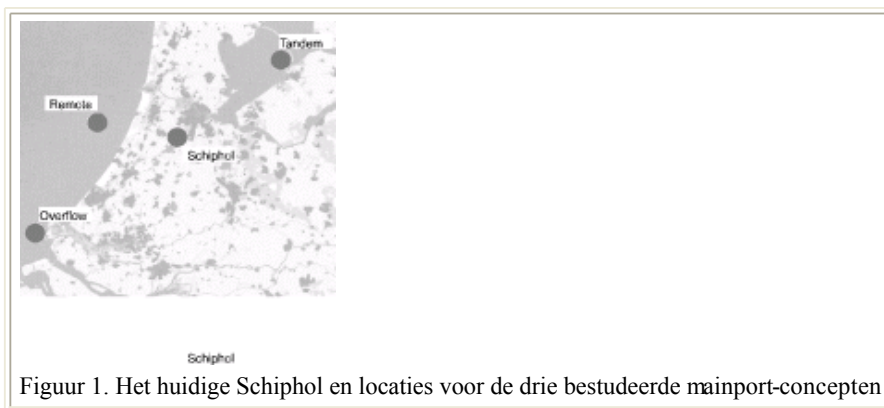 Tandem
Remote
Schiphol
Overflow
Schiphol
Figuur 1. Het huidige Schiphol en locaties voor de drie bestudeerde mainport-concepten